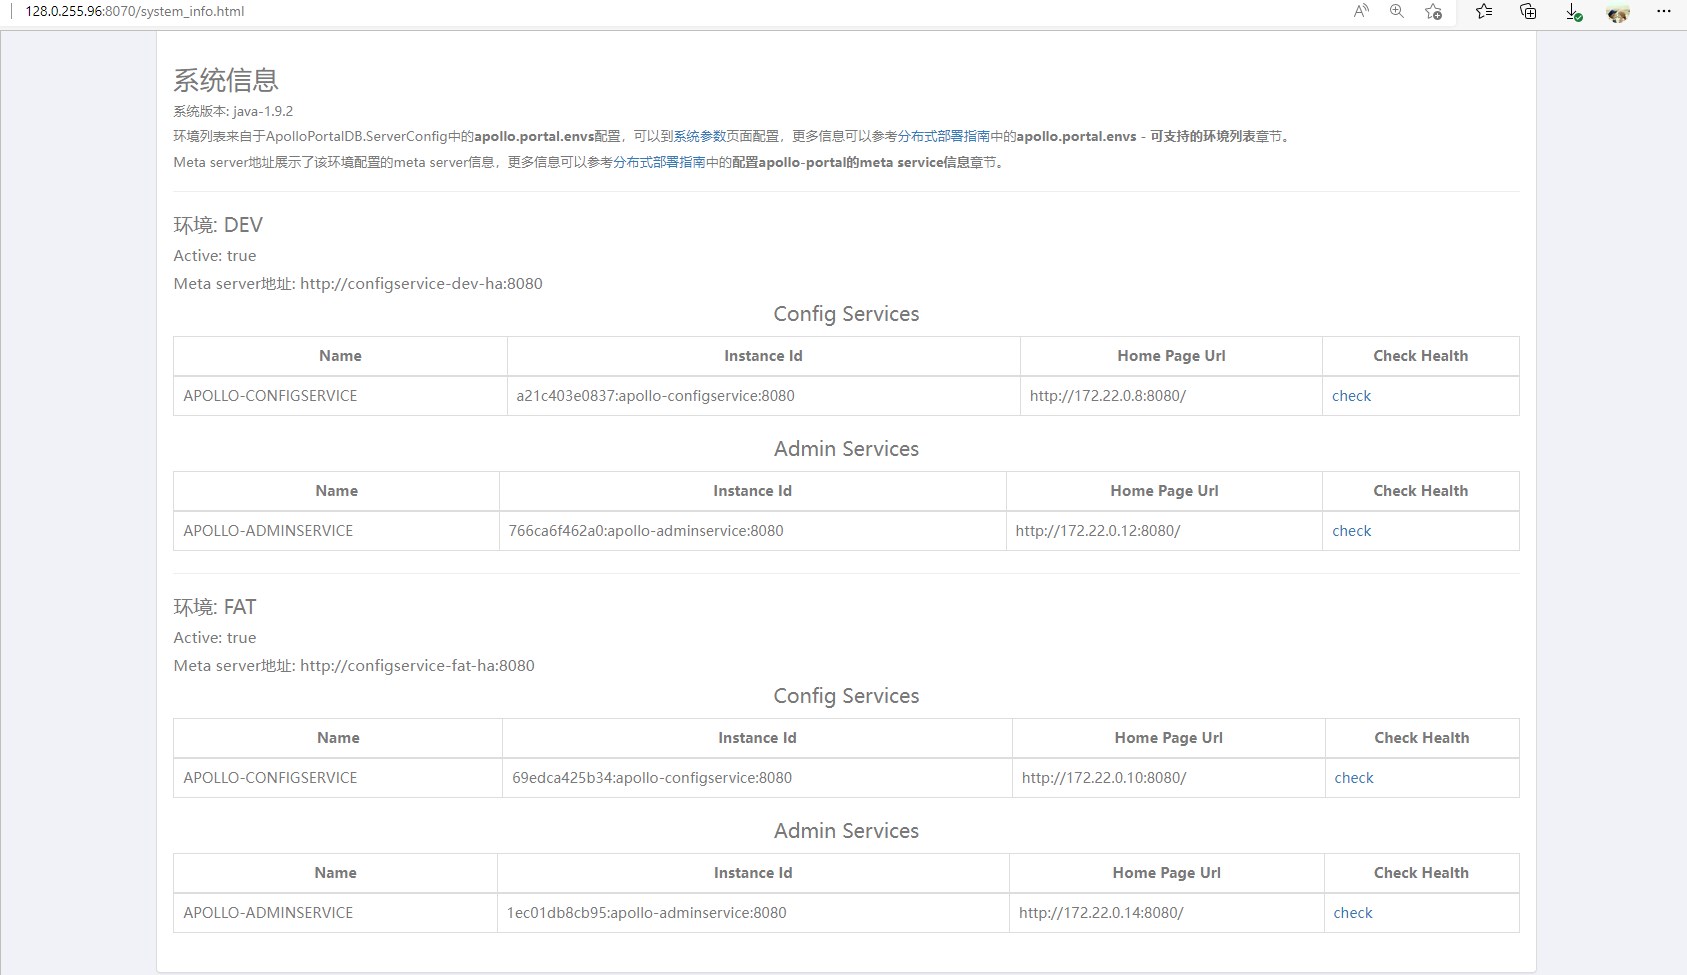 128.0.255.96:8070/system_info.html
系统信息
系统版本: java-1.9.2
环境列表来自于ApolloPortalDB.ServerConfig中的apollo.portal.envs配置，可以到系统参数页面配置，更多信息可以参考分布式部署指南中的apollo.portal.envs - 可支持的环境列表章节。
Meta server地址展示了该环境配置的meta server信息，更多信息可以参考分布式部署指南中的配置apollo-portal的meta service信息章节。
环境: DEV
Active: true
Meta server地址: http://configservice-dev-ha:8080
Config Services
Name Instance Id Home Page Url Check Health
APOLLO-CONFIGSERVICE a21c403e0837:apollo-configservice:8080 http://172.22.0.8:8080/ check
Admin Services
Name Instance Id Home Page Url Check Health
APOLLO-ADMINSERVICE 766ca6f462a0:apollo-adminservice:8080 http://172.22.0.12:8080/ check
环境: FAT
Active: true
Meta server地址: http://configservice-fat-ha:8080
Config Services
Name Instance Id Home Page Url Check Health
APOLLO-CONFIGSERVICE 69edca425b34:apollo-configservice:8080 http://172.22.0.10:8080/ check
Admin Services
Name Instance Id Home Page Url Check Health
APOLLO-ADMINSERVICE 1ec01db8cb95:apollo-adminservice:8080 http://172.22.0.14:8080/ check